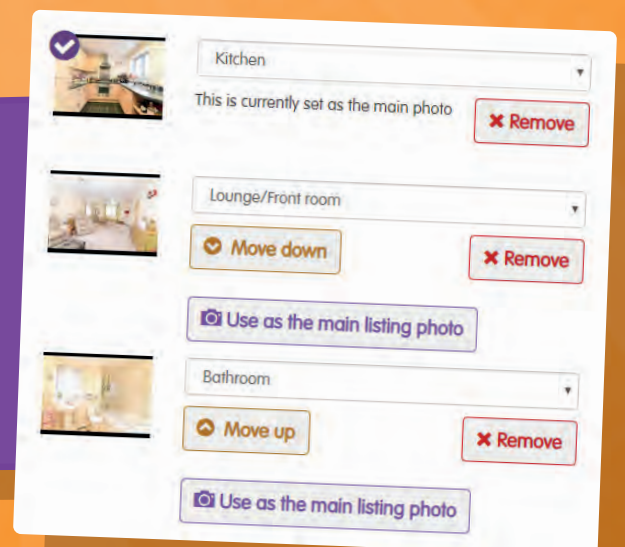 Kitchen
This is currently set as the main photo
Remove
Lounge/Front room
Move down
Remove
Use as the main listing photo
Bathroom
Move up
Remove
Use as the main listing photo